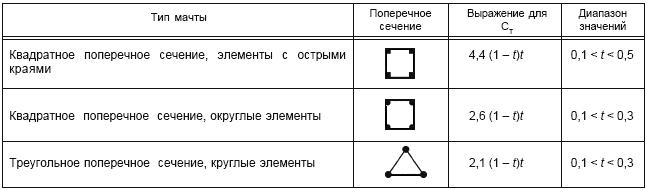 Тип мачты
Поперечное
сечение
Выражение для
Cт
Диапазон
значений
Квадратное поперечное сечение, элементы с острыми
краями
4,4 (1 – t)t
0,1 < t < 0,5
Квадратное поперечное сечение, округлые элементы
2,6 (1 – t)t
0,1 < t < 0,3
Треугольное поперечное сечение, круглые элементы
2,1 (1 – t)t
0,1 < t < 0,3